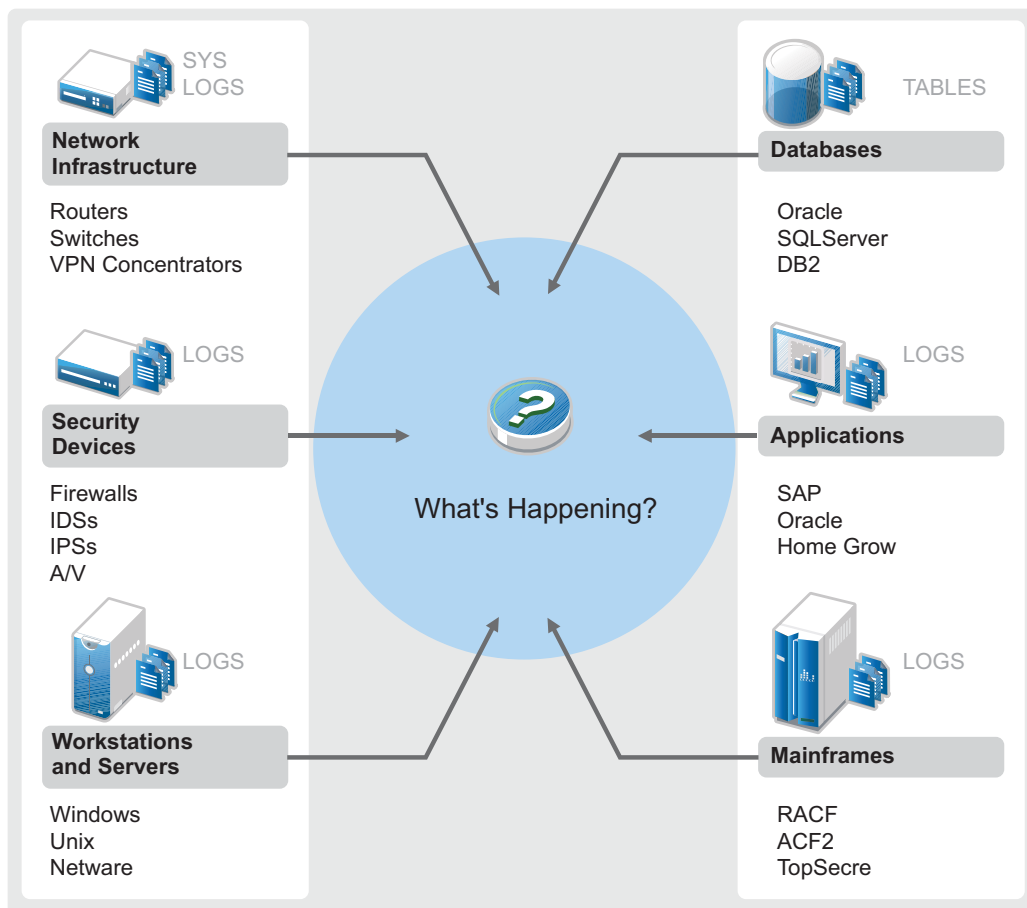 SYS
LOGS
Network
Infrastructure
Routers
Switches
VPN Concentrators
LOGS
Security
Devices
Firewalls
IDSs
IPSs
A/V
LOGS
Workstations
and Servers
Windows
Unix
Netware
?
What's Happening?
TABLES
Databases
Oracle
SQLServer
DB2
LOGS
Applications
SAP
Oracle
Home Grow
LOGS
Mainframes
RACF
ACF2
TopSecre